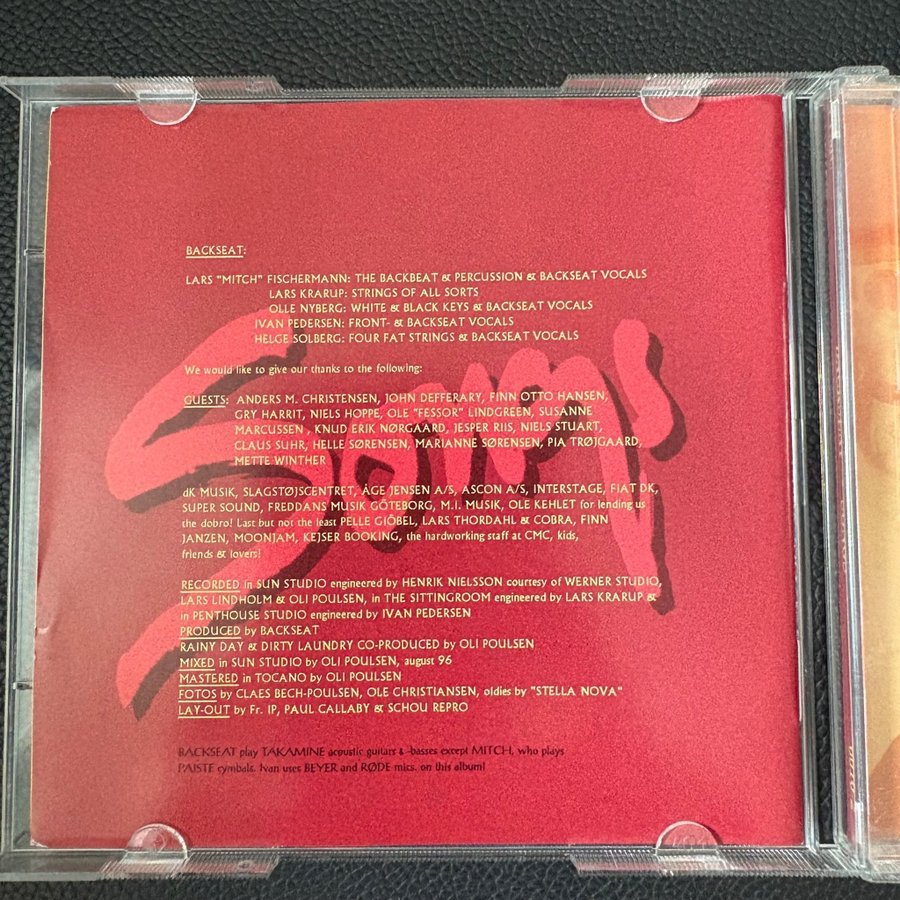 BACKSEAT:
LARS "MITCH" FISCHERMANN: THE BACKBEAT & PERCUSSION & BACKSEAT VOCALS
LARS KRARUP: STRINGS OF ALL SORTS
OLLE NYBERG: WHITE & BLACK KEYS & BACKSEAT VOCALS
IVAN PEDERSEN: FRONT- & BACKSEAT VOCALS
HELGE SOLBERG: FOUR FAT STRINGS & BACKSEAT VOCALS
We would like to give our thanks to the following:
GUESTS: ANDERS M. CHRISTENSEN, JOHN DEFFERARY, FINN OTTO HANSEN,
GRY HARRIT, NIELS HOPPE, OLE "FESSOR" LINDGREEN, SUSANNE
MARCUSSEN , KNUD ERIK NØRGAARD, JESPER RIIS, NIELS STUART,
CLAUS SUHR, HELLE SØRENSEN, MARIANNE SØRENSEN, PIA TRØJGAARD,
METTE WINTHER
dK MUSIK, SLAGSTØJSCENTRET, ÅGE JENSEN A/S, ASCON A/S, INTERSTAGE, FIAT DK,
SUPER SOUND, FREDDANS MUSIK GÖTEBORG, M.I. MUSIK, OLE KEHLET for lending us
the dobro! Last but not the least PELLE GIÖBEL, LARS THORDAHL & COBRA, FINN
JANZEN, MOONJAM, KEJSER BOOKING, the hardworking staff at CMC, kids,
friends & lovers!
RECORDED in SUN STUDIO engineered by HENRIK NIELSSON courtesy of WERNER STUDIO,
LARS LINDHOLM & OLI POULSEN, in THE SITTINGROOM engineered by LARS KRARUP &
in PENTHOUSE STUDIO engineered by IVAN PEDERSEN
PRODUCED by BACKSEAT
RAINY DAY & DIRTY LAUNDRY CO-PRODUCED by OLI POULSEN
MIXED in SUN STUDIO by OLI POULSEN, august 96
MASTERED in TOCANO by OLI POULSEN
FOTOS by CLAES BECH-POULSEN, OLE CHRISTIANSEN, oldies by "STELLA NOVA"
LAY-OUT by Fr. IP, PAUL CALLABY & SCHOU REPRO
BACKSEAT play TAKAMINE acoustic guitars & -basses except MITCH, who plays
PAISTE cymbals. Ivan uses BEYER and RØDE mics. on this album!